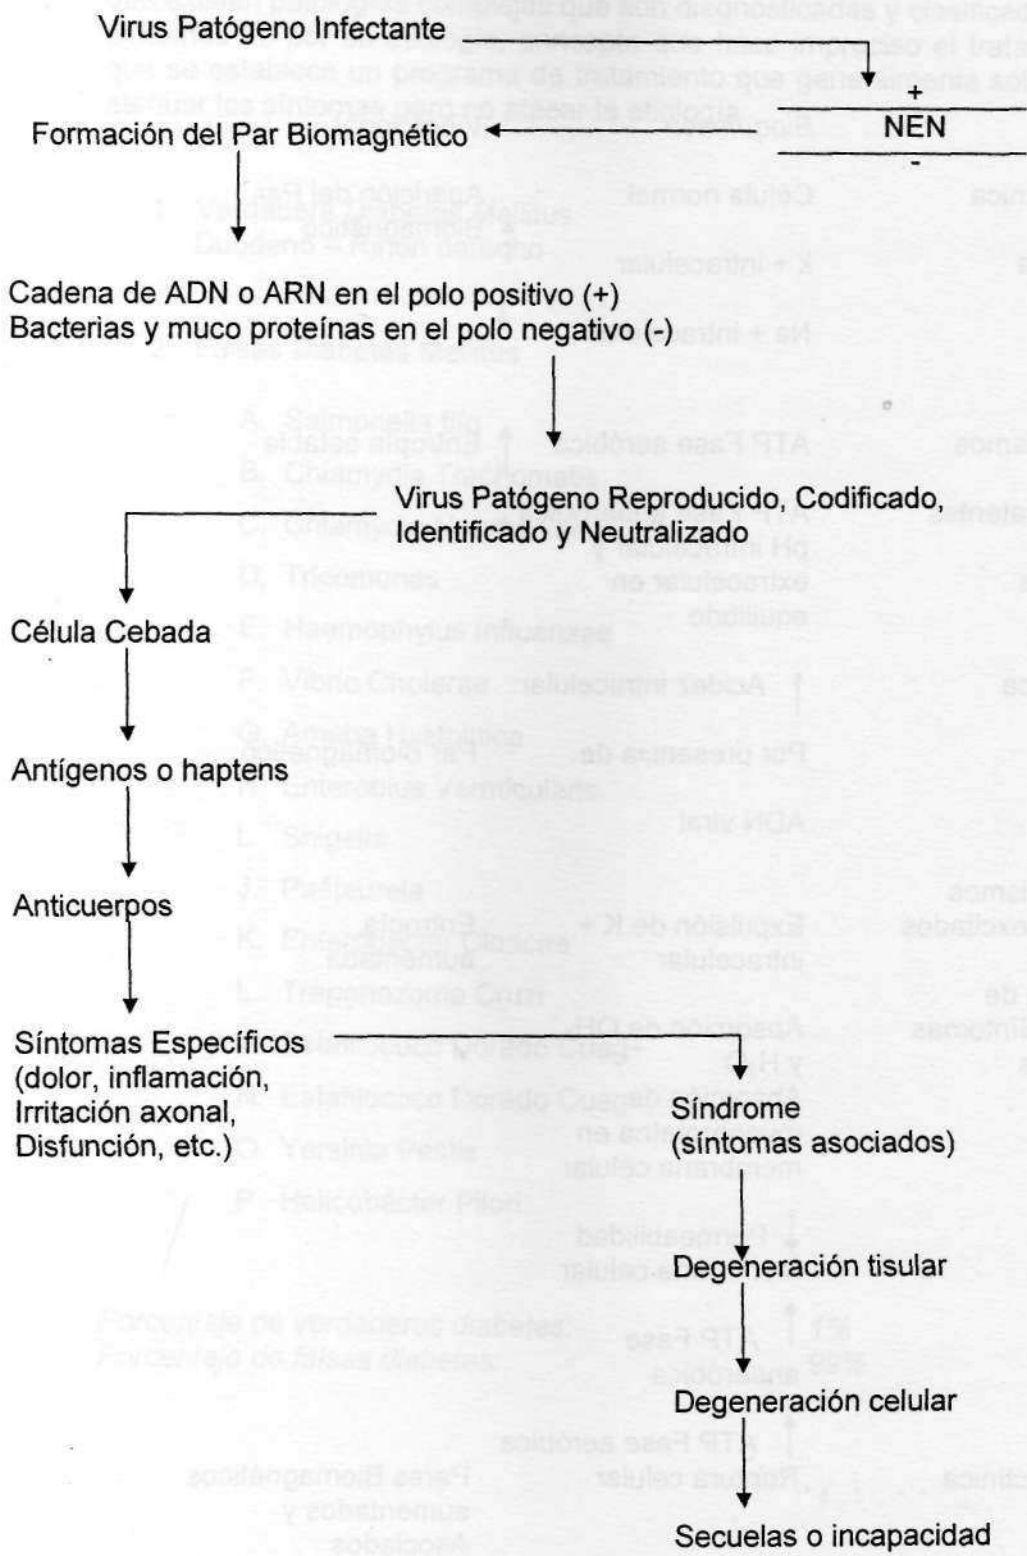 Virus Patógeno Infectante
+
NEN
-
Formación del Par Biomagnético
Cadena de ADN o ARN en el polo positivo (+)
Bacterias y muco proteínas en el polo negativo (-)
Virus Patógeno Reproducido, Codificado,
Identificado y Neutralizado
Célula Cebada
Antígenos o haptens
Anticuerpos
Síntomas Específicos
(dolor, inflamación,
Irritación axonal,
Disfunción, etc.)
Síndrome
(síntomas asociados)
Degeneración tisular
Degeneración celular
Secuelas o incapacidad